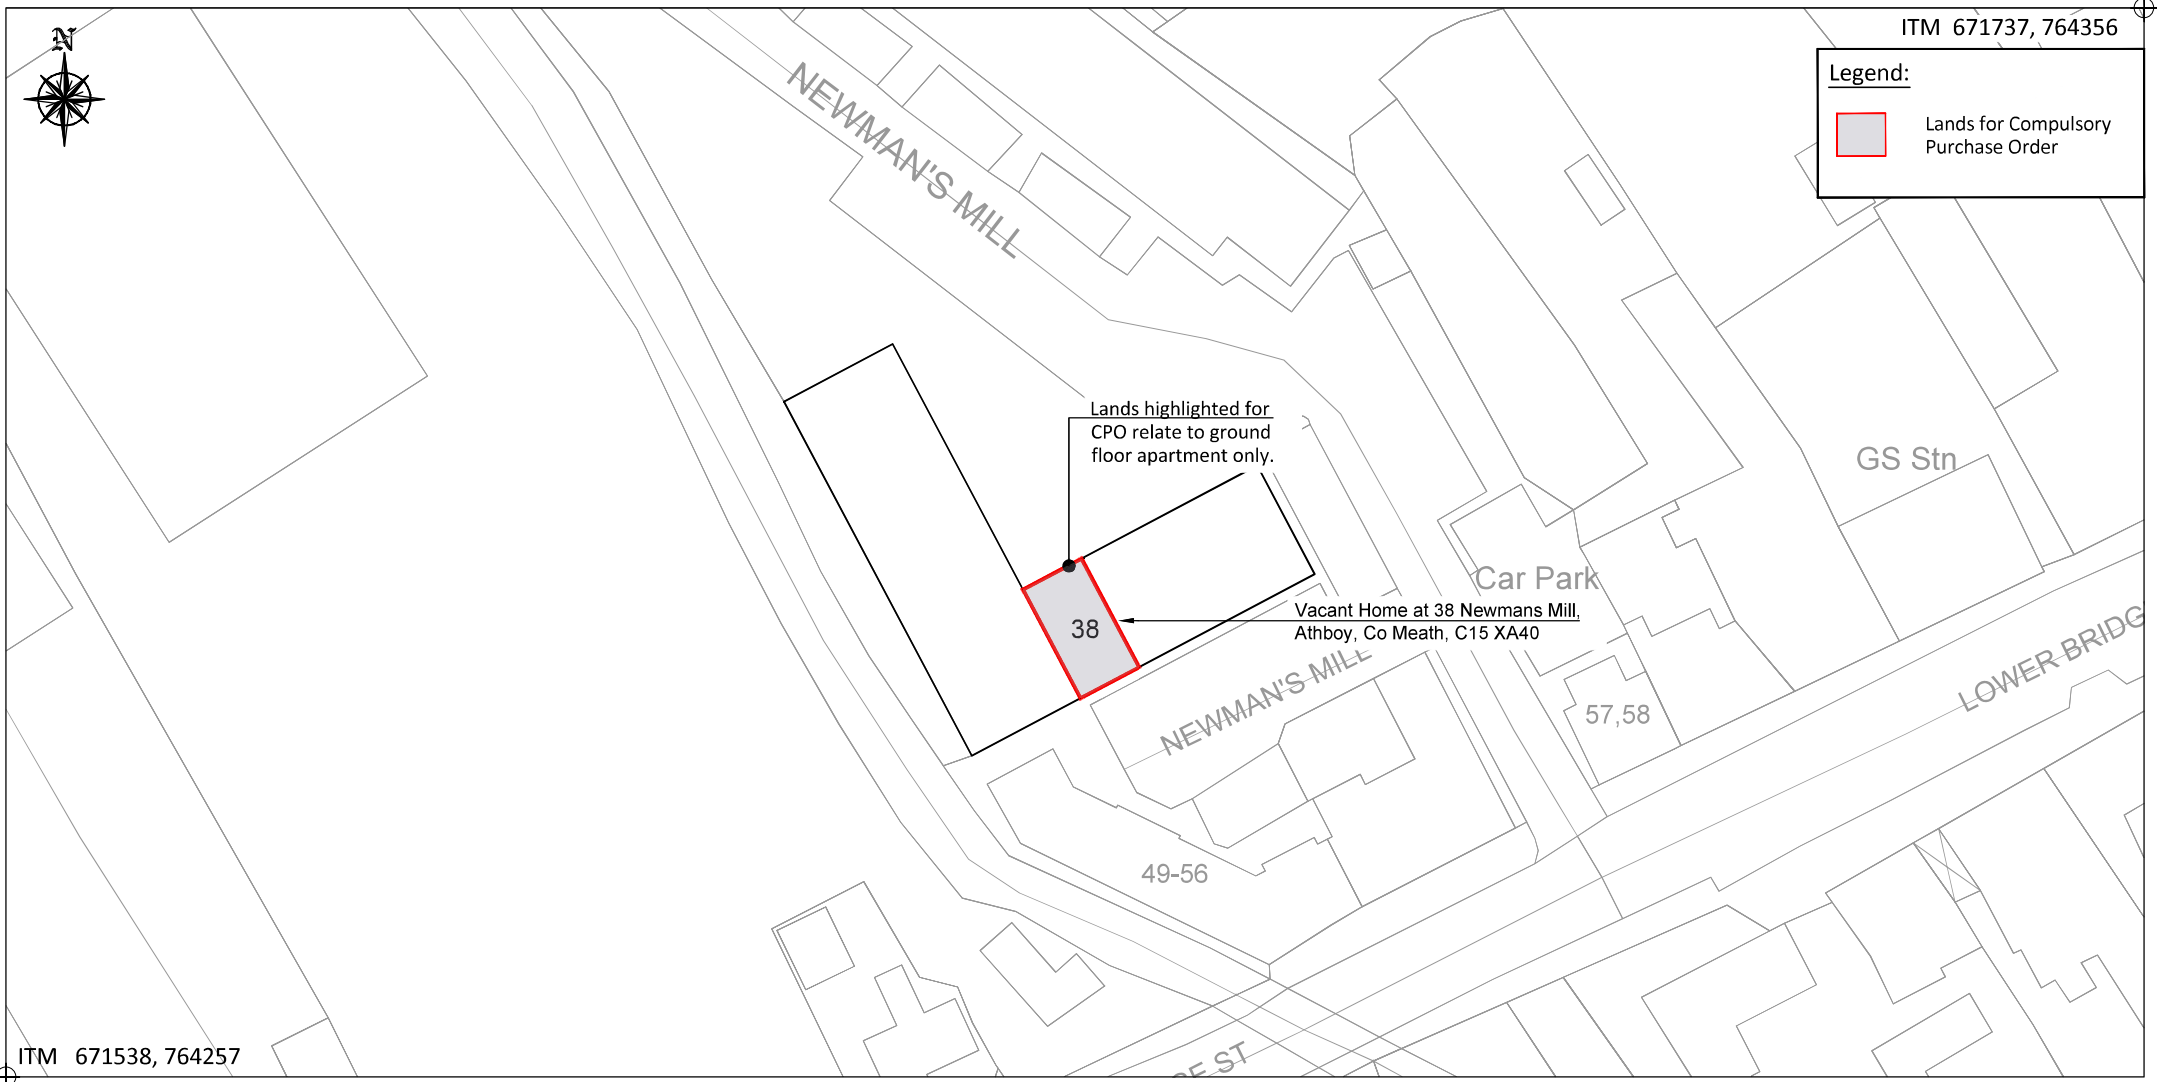 N
ITM 671737, 764356
Legend:
Lands for Compulsory
Purchase Order
NEWMAN'S MILL
Lands highlighted for
CPO relate to ground
floor apartment only.
GS Stn
Car Park
Vacant Home at 38 Newmans Mill,
Athboy, Co Meath, C15 XA40
38
NEWMAN'S MILL
LOWER BRIDG
57,58
49-56
ITM 671538, 764257
GE ST